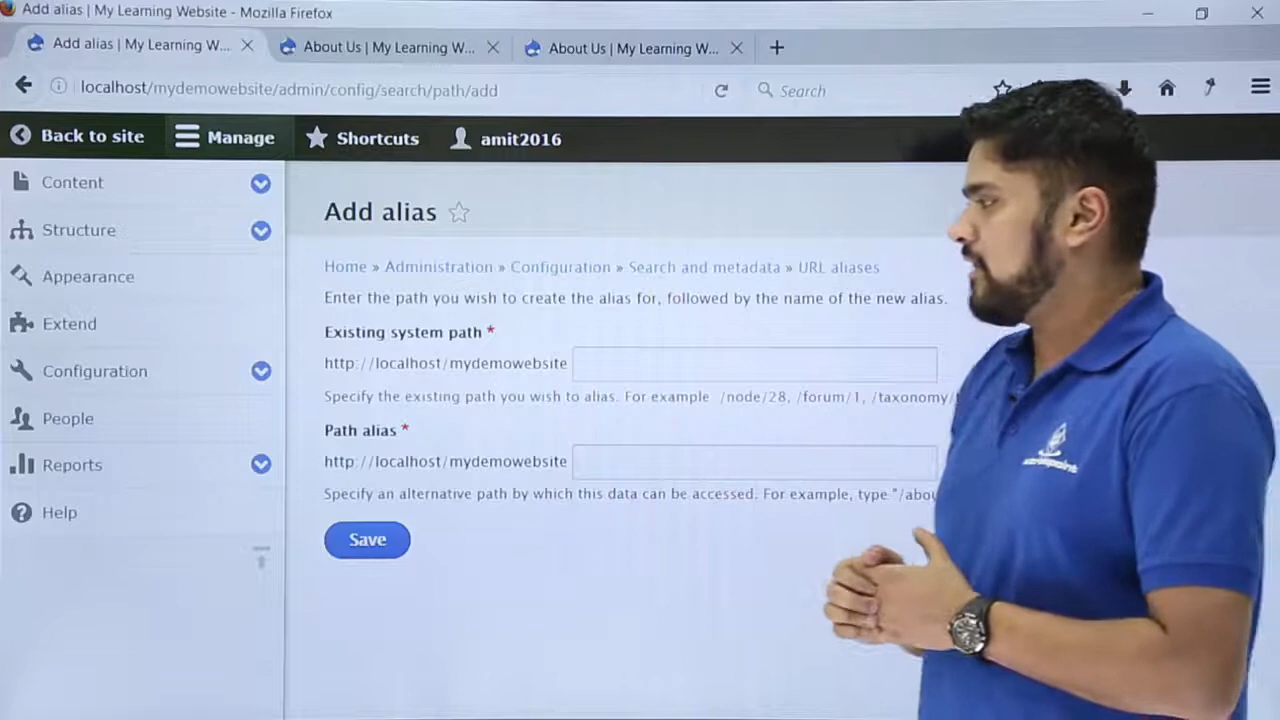 Add alias | My Learning Website - Mozilla Firefox
Add alias | My Learning W...
About Us | My Learning W...
About Us | My Learning W...
localhost/mydemowebsite/admin/config/search/path/add
Search
Back to site
Manage
Shortcuts
amit2016
Content
Structure
Appearance
Extend
Configuration
People
Reports
Help
Add alias
Home » Administration » Configuration » Search and metadata » URL aliases
Enter the path you wish to create the alias for, followed by the name of the new alias.
Existing system path *
http://localhost/mydemowebsite
Specify the existing path you wish to alias. For example /node/28, /forum/1, /taxonomy/
Path alias *
http://localhost/mydemowebsite
Specify an alternative path by which this data can be accessed. For example, type "/abou
Save